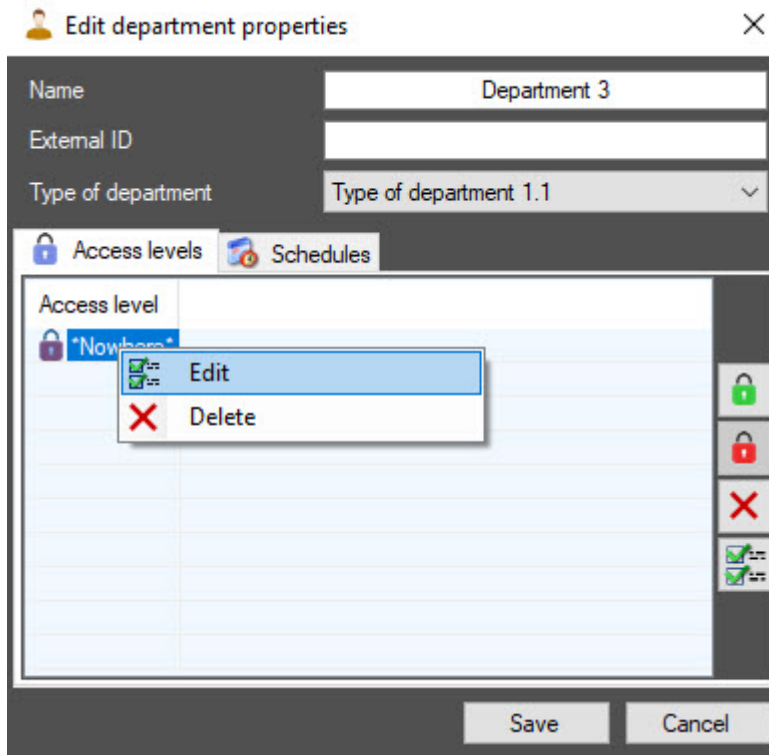 Edit department properties
Name
Department 3
External ID
Type of department
Type of department 1.1
Access levels
Schedules
Access level
Edit
Delete
Save
Cancel